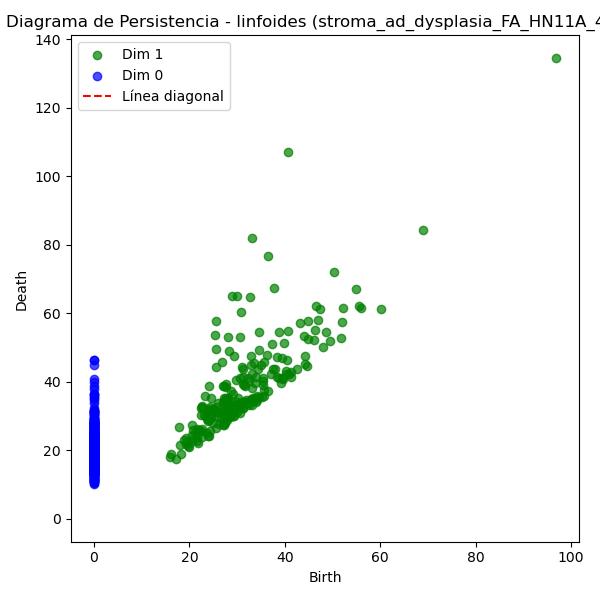 Diagrama de Persistencia - linfoides (stroma_ad_dysplasia_FA_HN11A_4
140
120
100
80
60
40
20
0
Death
Dim 1
Dim 0
Línea diagonal
0
20
40
60
80
100
Birth